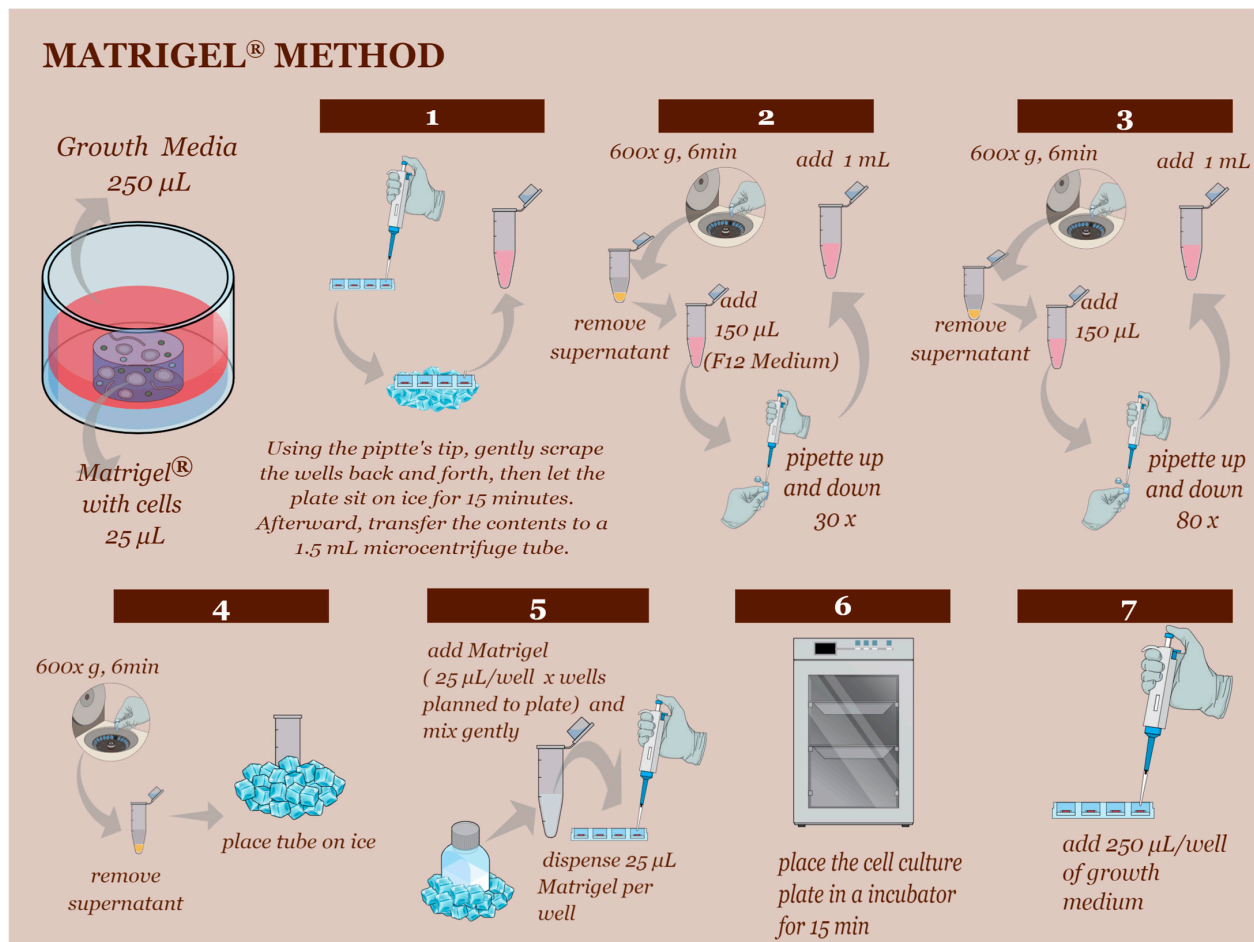 MATRIGEL® METHOD
Growth Media
250 µL
Matrigel®
with cells
25 µL
1
Using the piptte's tip, gently scrape
the wells back and forth, then let the
plate sit on ice for 15 minutes.
Afterward, transfer the contents to a
1.5 mL microcentrifuge tube.
2
600x g, 6min
add 1 mL
remove
supernatant
add
150 µL
(F12 Medium)
pipette up
and down
30 x
3
600x g, 6min
add 1 mL
remove
supernatant
add
150 µL
pipette up
and down
80 x
4
600x g, 6min
remove
supernatant
place tube on ice
5
add Matrigel
( 25 µL/well x wells
planned to plate) and
mix gently
dispense 25 µL
Matrigel per
well
6
place the cell culture
plate in a incubator
for 15 min
7
add 250 µL/well
of growth
medium